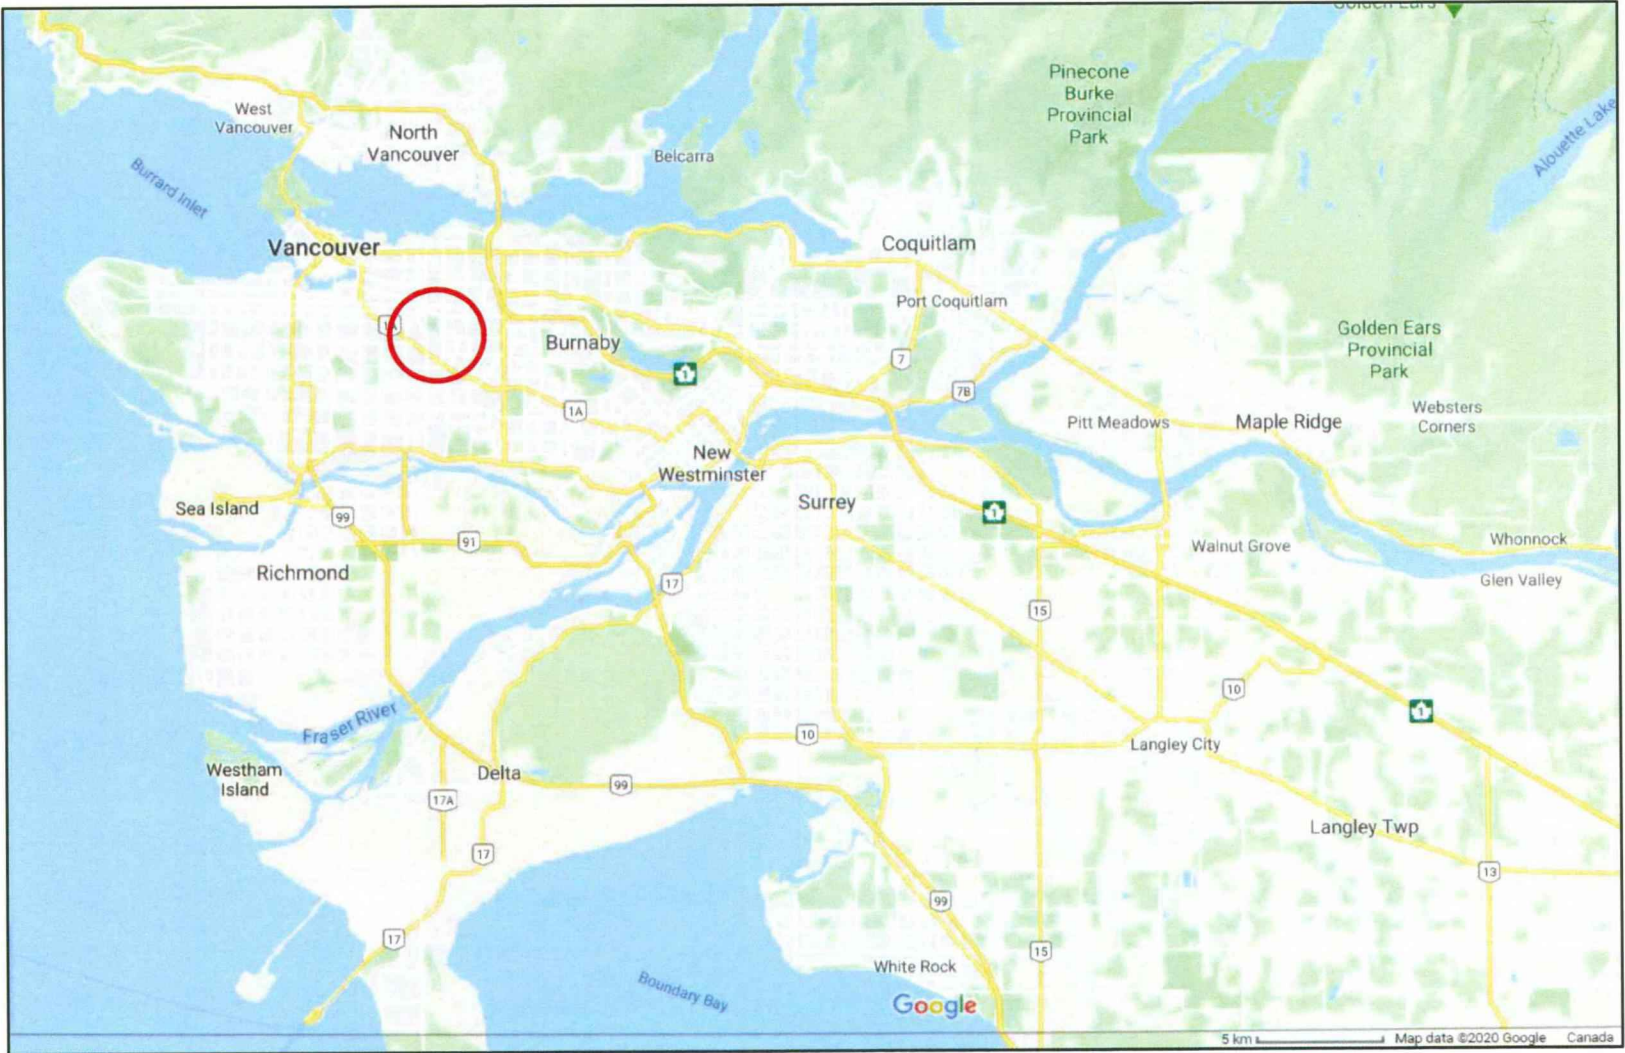 Golden Ears
Pinecone
Burke
Provincial
Park
West
Vancouver
North
Vancouver
Belcarra
Alouette Lake
Burrard Inlet
Vancouver
Coquitlam
Port Coquitlam
1A
Burnaby
Golden Ears
Provincial
Park
7
1
7B
1A
Websters
Corners
Pitt Meadows
Maple Ridge
New
Westminster
Sea Island
99
Surrey
1
91
Walnut Grove
Whonnock
Richmond
17
Glen Valley
15
10
Fraser River
1
10
Langley City
Westham
Island
Delta
99
17A
Langley Twp
17
13
99
17
15
White Rock
Boundary Bay
Google
5 km
Map data ©2020 Google
Canada